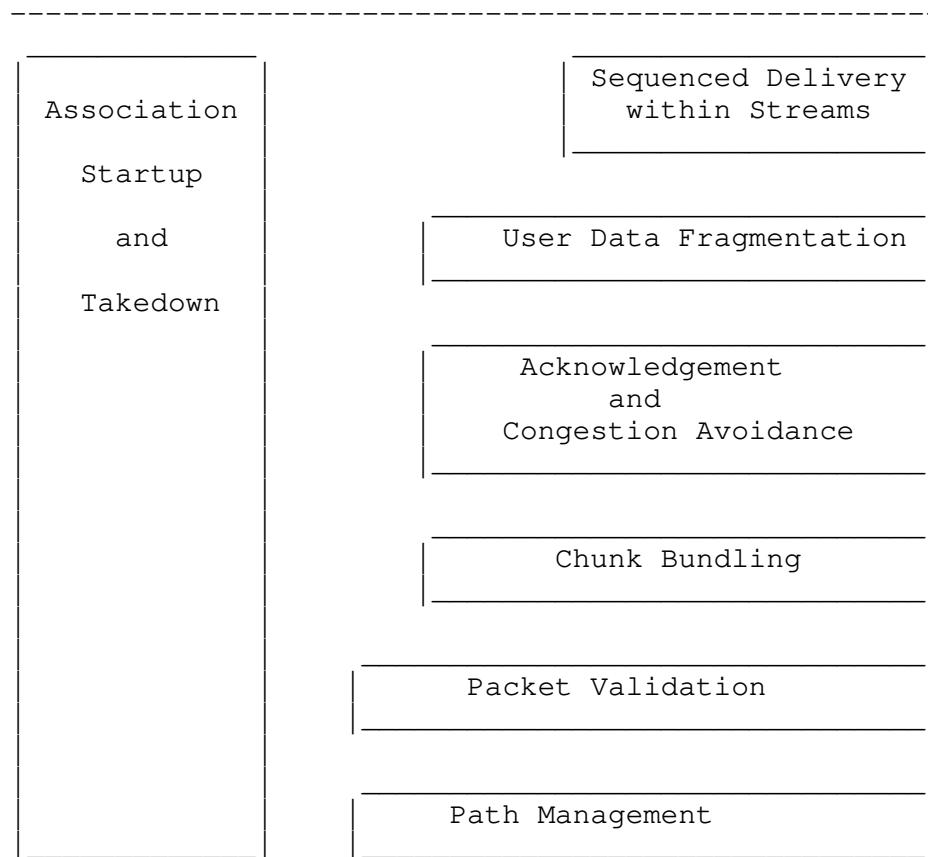 Association
Startup
and
Takedown
Sequenced Delivery
within Streams
User Data Fragmentation
Acknowledgement
and
Congestion Avoidance
Chunk Bundling
Packet Validation
Path Management